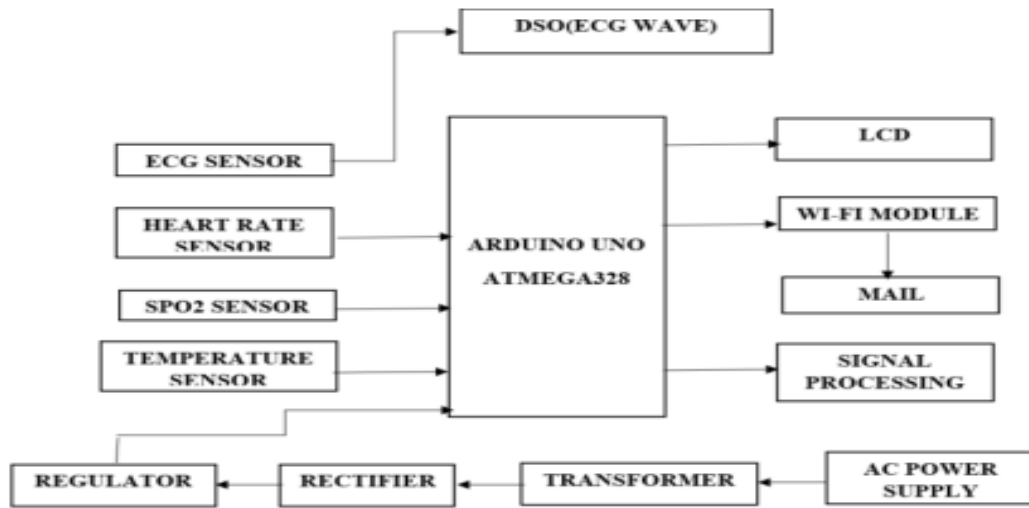 DSO(ECG WAVE)
ECG SENSOR
HEART RATE
SENSOR
SPO2 SENSOR
TEMPERATURE
SENSOR
ARDUINO UNO
ATMEGA328
LCD
WI-FI MODULE
MAIL
SIGNAL
PROCESSING
REGULATOR
RECTIFIER
TRANSFORMER
AC POWER
SUPPLY